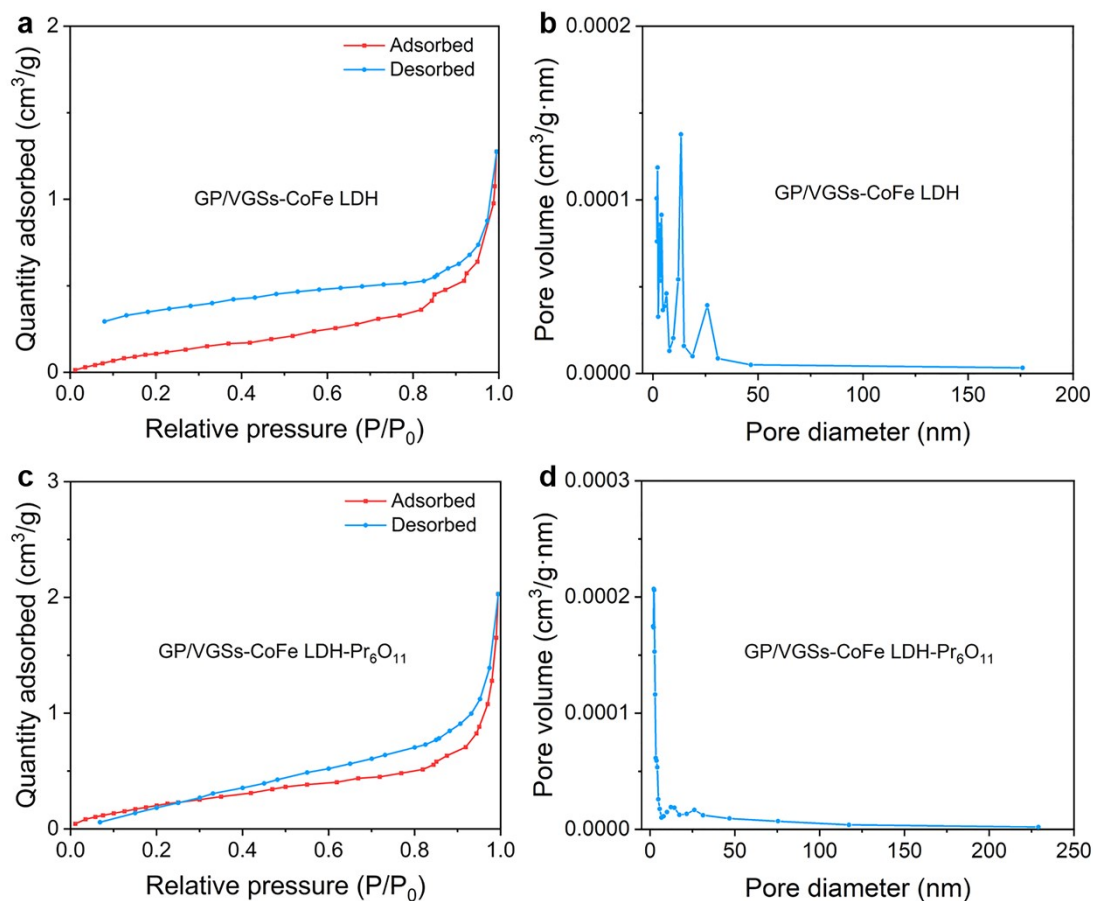 a
2
1
0
0.0
0.2
0.4
0.6
0.8
1.0
Quantity adsorbed (cm³/g)
Relative pressure (P/P₀)
Adsorbed
Desorbed
GP/VGSs-CoFe LDH
b
0.0002
0.0001
0.0000
0
50
100
150
200
Pore volume (cm³/g·nm)
Pore diameter (nm)
GP/VGSs-CoFe LDH
c
3
2
1
0
0.0
0.2
0.4
0.6
0.8
1.0
Quantity adsorbed (cm³/g)
Relative pressure (P/P₀)
Adsorbed
Desorbed
GP/VGSs-CoFe LDH-Pr₆O₁₁
d
0.0003
0.0002
0.0001
0.0000
0
50
100
150
200
250
Pore volume (cm³/g·nm)
Pore diameter (nm)
GP/VGSs-CoFe LDH-Pr₆O₁₁